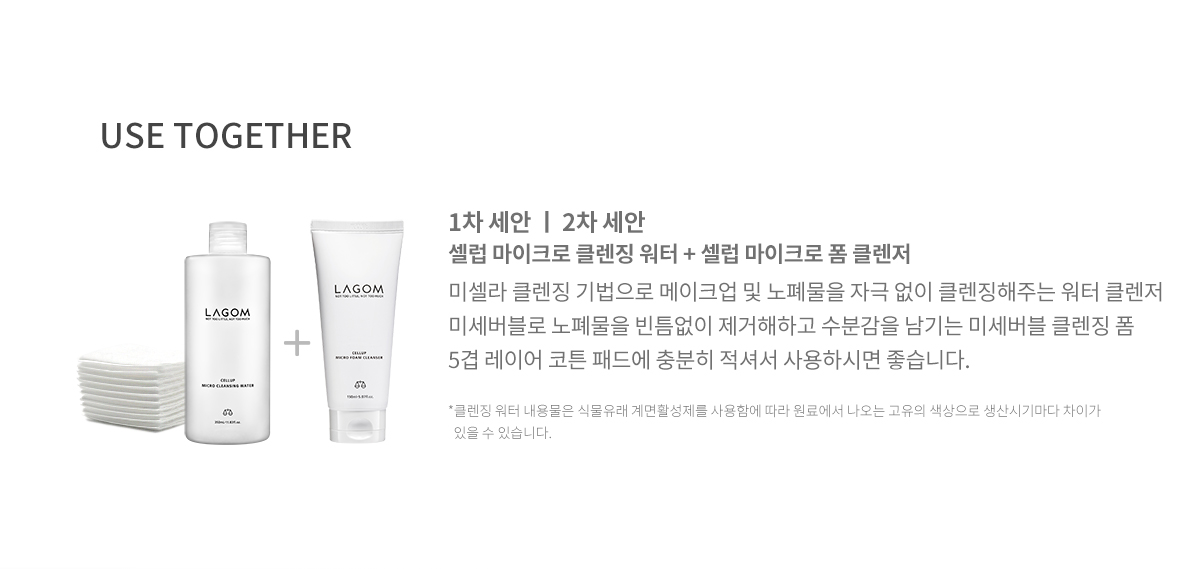 USE TOGETHER
LAGOM
CELLUP
MICRO CLEANSING WATER
LAGOM
CELLUP
MICRO FOAM CLEANSER
1차 세안 ㅣ 2차 세안
셀럽 마이크로 클렌징 워터 + 셀럽 마이크로 폼 클렌저
미셀라 클렌징 기법으로 메이크업 및 노폐물을 자극 없이 클렌징해주는 워터 클렌저
미세버블로 노폐물을 빈틈없이 제거해하고 수분감을 남기는 미세버블 클렌징 폼
5겹 레이어 코튼 패드에 충분히 적셔서 사용하시면 좋습니다.
*클렌징 워터 내용물은 식물유래 계면활성제를 사용함에 따라 원료에서 나오는 고유의 색상으로 생산시기마다 차이가
있을 수 있습니다.